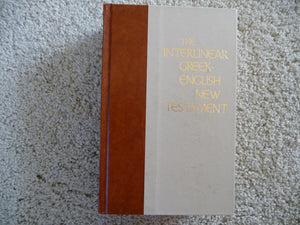 THE
INTERLINEAR
GREEK-
ENGLISH
NEW
TESTAMENT